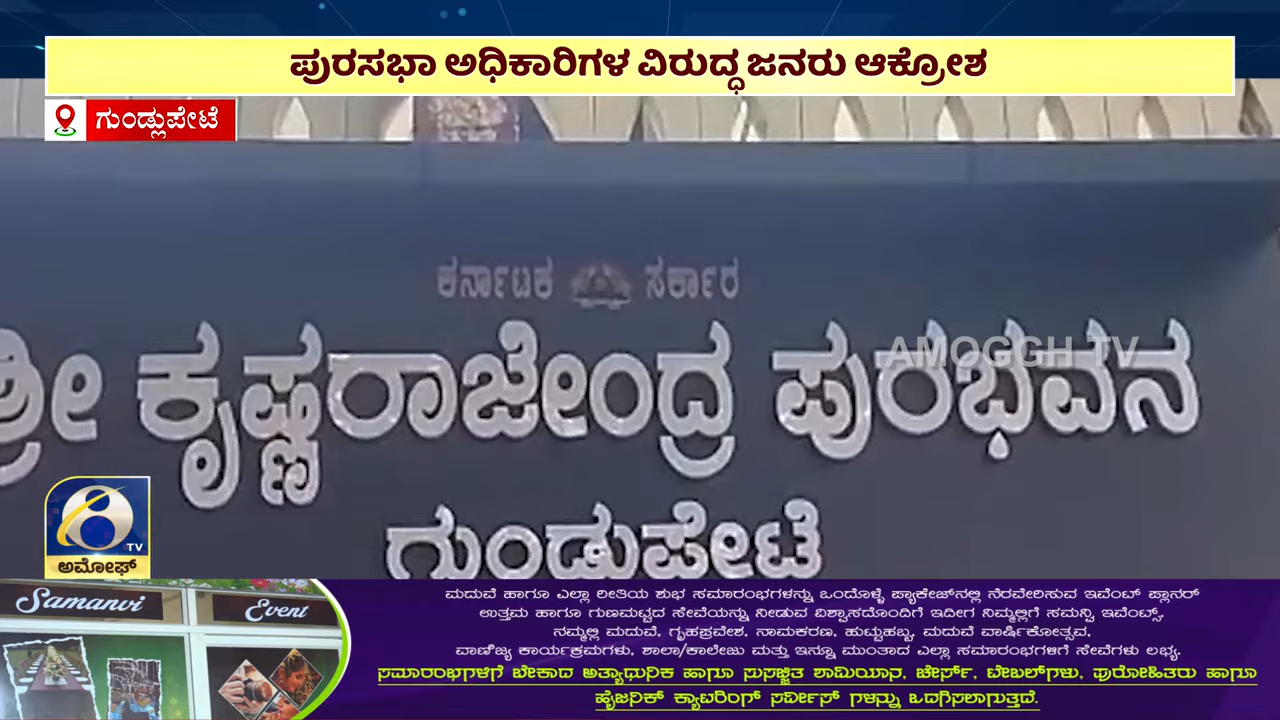 ಪುರಸಭಾ ಅಧಿಕಾರಿಗಳ ವಿರುದ್ಧ ಜನರು ಆಕ್ರೋಶ
ಗುಂಡ್ಲುಪೇಟೆ
ಕರ್ನಾಟಕ ಸರ್ಕಾರ
ಶ್ರೀ ಕೃಷ್ಣರಾಜೇಂದ್ರ ಪುರಭವನ
AMOGGH TV
ಗುಂಡ್ಲುಪೇಟೆ
8 TV
ಅಮೋಘ್
Samanvi Event
ಮದುವೆ ಹಾಗೂ ಎಲ್ಲಾ ರೀತಿಯ ಶುಭ ಸಮಾರಂಭಗಳನ್ನು ಒಂದೊಳ್ಳೆ ಪ್ಯಾಕೇಜ್‌ನಲ್ಲಿ ನೆರವೇರಿಸುವ ಇವೆಂಟ್ ಪ್ಲಾನರ್
ಉತ್ತಮ ಹಾಗೂ ಗುಣಮಟ್ಟದ ಸೇವೆಯನ್ನು ನೀಡುವ ವಿಶ್ವಾಸದೊಂದಿಗೆ ಇದೀಗ ನಿಮ್ಮಲ್ಲಿಗೆ ಸಮನ್ವಿ ಇವೆಂಟ್ಸ್.
ನಮ್ಮಲ್ಲಿ ಮದುವೆ, ಗೃಹಪ್ರವೇಶ, ನಾಮಕರಣ, ಹುಟ್ಟುಹಬ್ಬ, ಮದುವೆ ವಾರ್ಷಿಕೋತ್ಸವ,
ವಾಣಿಜ್ಯ ಕಾರ್ಯಕ್ರಮಗಳು, ಶಾಲಾ/ಕಾಲೇಜು ಮತ್ತು ಇನ್ನೂ ಮುಂತಾದ ಎಲ್ಲಾ ಸಮಾರಂಭಗಳಿಗೆ ಸೇವೆಗಳು ಲಭ್ಯ.
ಸಮಾರಂಭಗಳಿಗೆ ಬೇಕಾದ ಅತ್ಯಾಧುನಿಕ ಹಾಗೂ ಸುಸಜ್ಜಿತ ಶಾಮಿಯಾನ, ಚೇರ್ಸ್, ಟೇಬಲ್‌ಗಳು, ಪುರೋಹಿತರು ಹಾಗೂ
ಹೈಜನಿಕ್ ಕ್ಯಾಟರಿಂಗ್ ಸರ್ವೀಸ್ ಗಳನ್ನು ಒದಗಿಸಲಾಗುತ್ತದೆ.